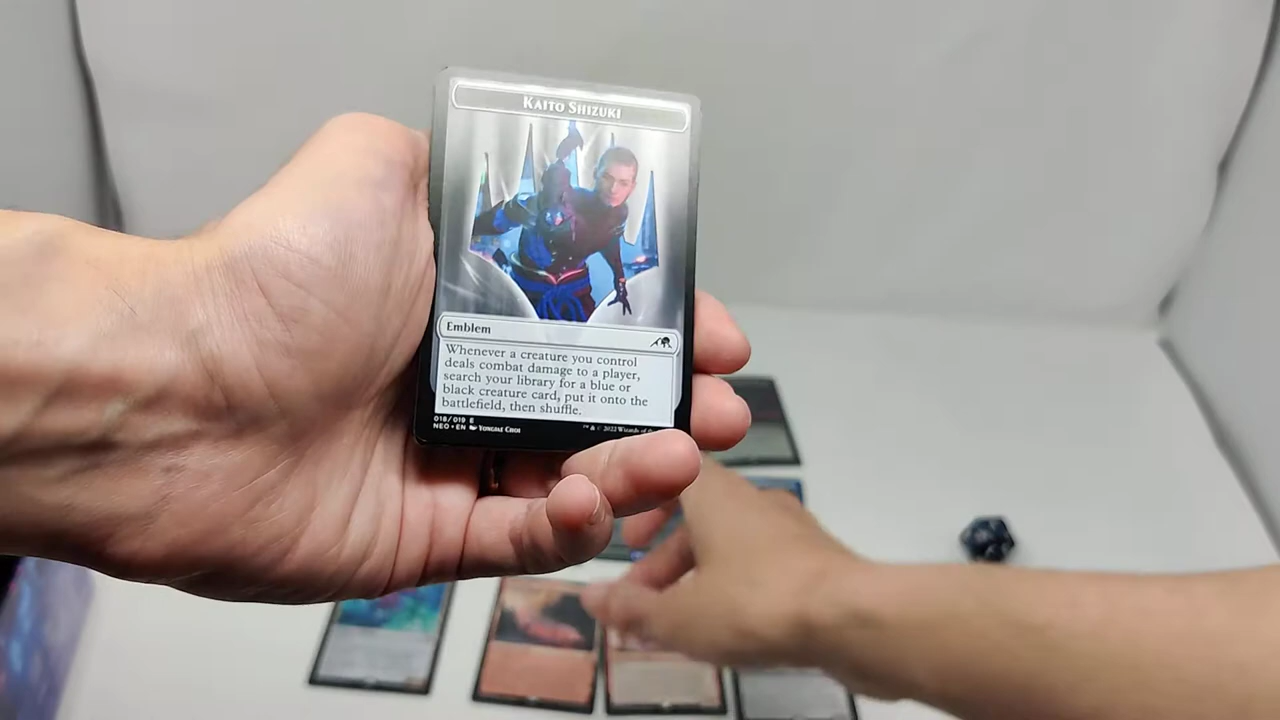 KAITO SHIZUKI
Emblem
Whenever a creature you control
deals combat damage to a player,
search your library for a blue or
black creature card, put it onto the
battlefield, then shuffle.
018/019 E
NEO • EN YONGJAE CHOI
™ & © 2022 Wizards of the